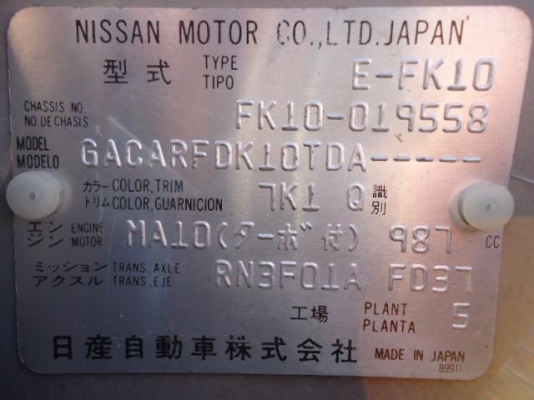 NISSAN MOTOR CO.,LTD.JAPAN
型式 TYPE TIPO E-FK10
CHASSIS NO. NO DE CHASIS FK10-019558
MODEL MODELO GACARFDK10TDA-----
カラー COLOR,TRIM トリム COLOR,GUARNICION 7K1 Q 識別
エンジン ENGINE MOTOR MA10(ターボ付) 987 CC
ミッション TRANS.AXLE アクスル TRANS.EJE RN3F01A FD37
工場 PLANT PLANTA 5
日産自動車株式会社 MADE IN JAPAN
89911